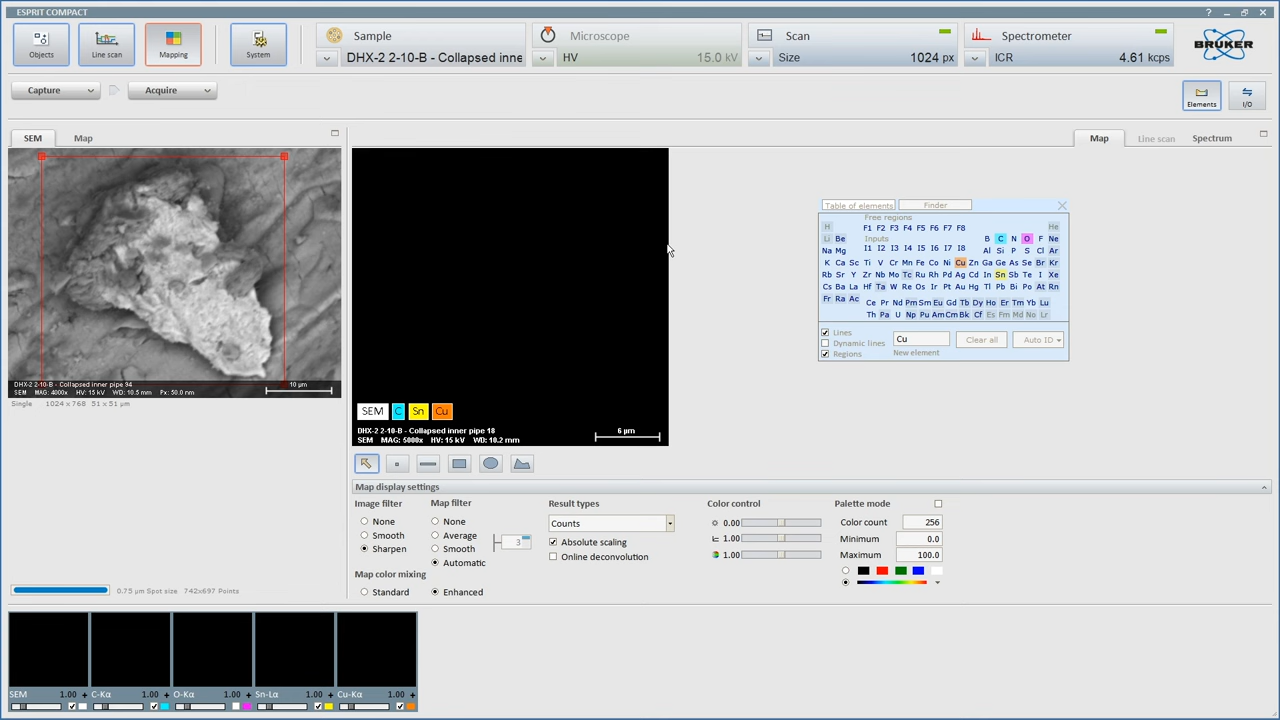 ESPRIT COMPACT
?
Objects
Line scan
Mapping
System
Sample
DHX-2 2-10-B - Collapsed inne
Microscope
HV 15.0 kV
Scan
Size 1024 px
Spectrometer
ICR 4.61 kcps
BRUKER
Capture
Acquire
Elements
I/O
SEM
Map
Map
Line scan
Spectrum
DHX-2 2-10-B - Collapsed inner pipe 94
SEM MAG: 4000x HV: 15 kV WD: 10.5 mm Px: 50.0 nm
10 µm
Single 1024 x 768 51 x 51 µm
SEM C Sn Cu
DHX-2 2-10-B - Collapsed inner pipe 18
SEM MAG: 5000x HV: 15 kV WD: 10.2 mm
6 µm
Table of elements
Finder
Free regions
H F1 F2 F3 F4 F5 F6 F7 F8 He
Li Be Inputs B C N O F Ne
Na Mg I1 I2 I3 I4 I5 I6 I7 I8 Al Si P S Cl Ar
K Ca Sc Ti V Cr Mn Fe Co Ni Cu Zn Ga Ge As Se Br Kr
Rb Sr Y Zr Nb Mo Tc Ru Rh Pd Ag Cd In Sn Sb Te I Xe
Cs Ba La Hf Ta W Re Os Ir Pt Au Hg Tl Pb Bi Po At Rn
Fr Ra Ac Ce Pr Nd Pm Sm Eu Gd Tb Dy Ho Er Tm Yb Lu
Th Pa U Np Pu Am Cm Bk Cf Es Fm Md No Lr
Lines
Dynamic lines
Regions
Cu
New element
Clear all
Auto ID
Map display settings
Image filter
None
Smooth
Sharpen
Map filter
None
Average
Smooth
Automatic
3
Map color mixing
Standard
Enhanced
Result types
Counts
Absolute scaling
Online deconvolution
Color control
0.00
1.00
1.00
Palette mode
Color count 256
Minimum 0.0
Maximum 100.0
0.75 µm Spot size 742x697 Points
SEM 1.00 +
C-Kα 1.00 +
O-Kα 1.00 +
Sn-Lα 1.00 +
Cu-Kα 1.00 +